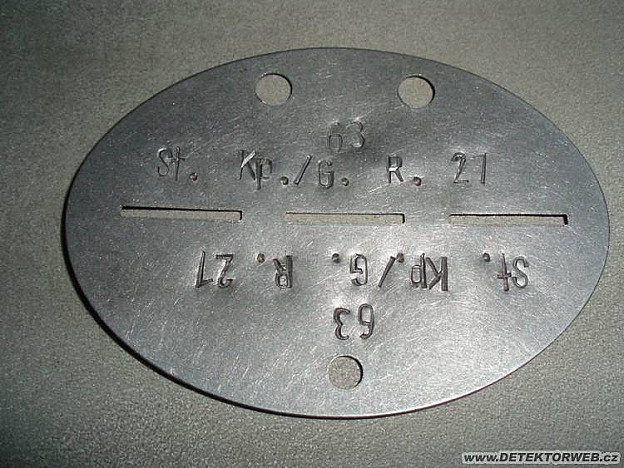 63
St. Kp./G. R. 21
St. Kp./G. R. 21
63
www.DETEKTORWEB.cz